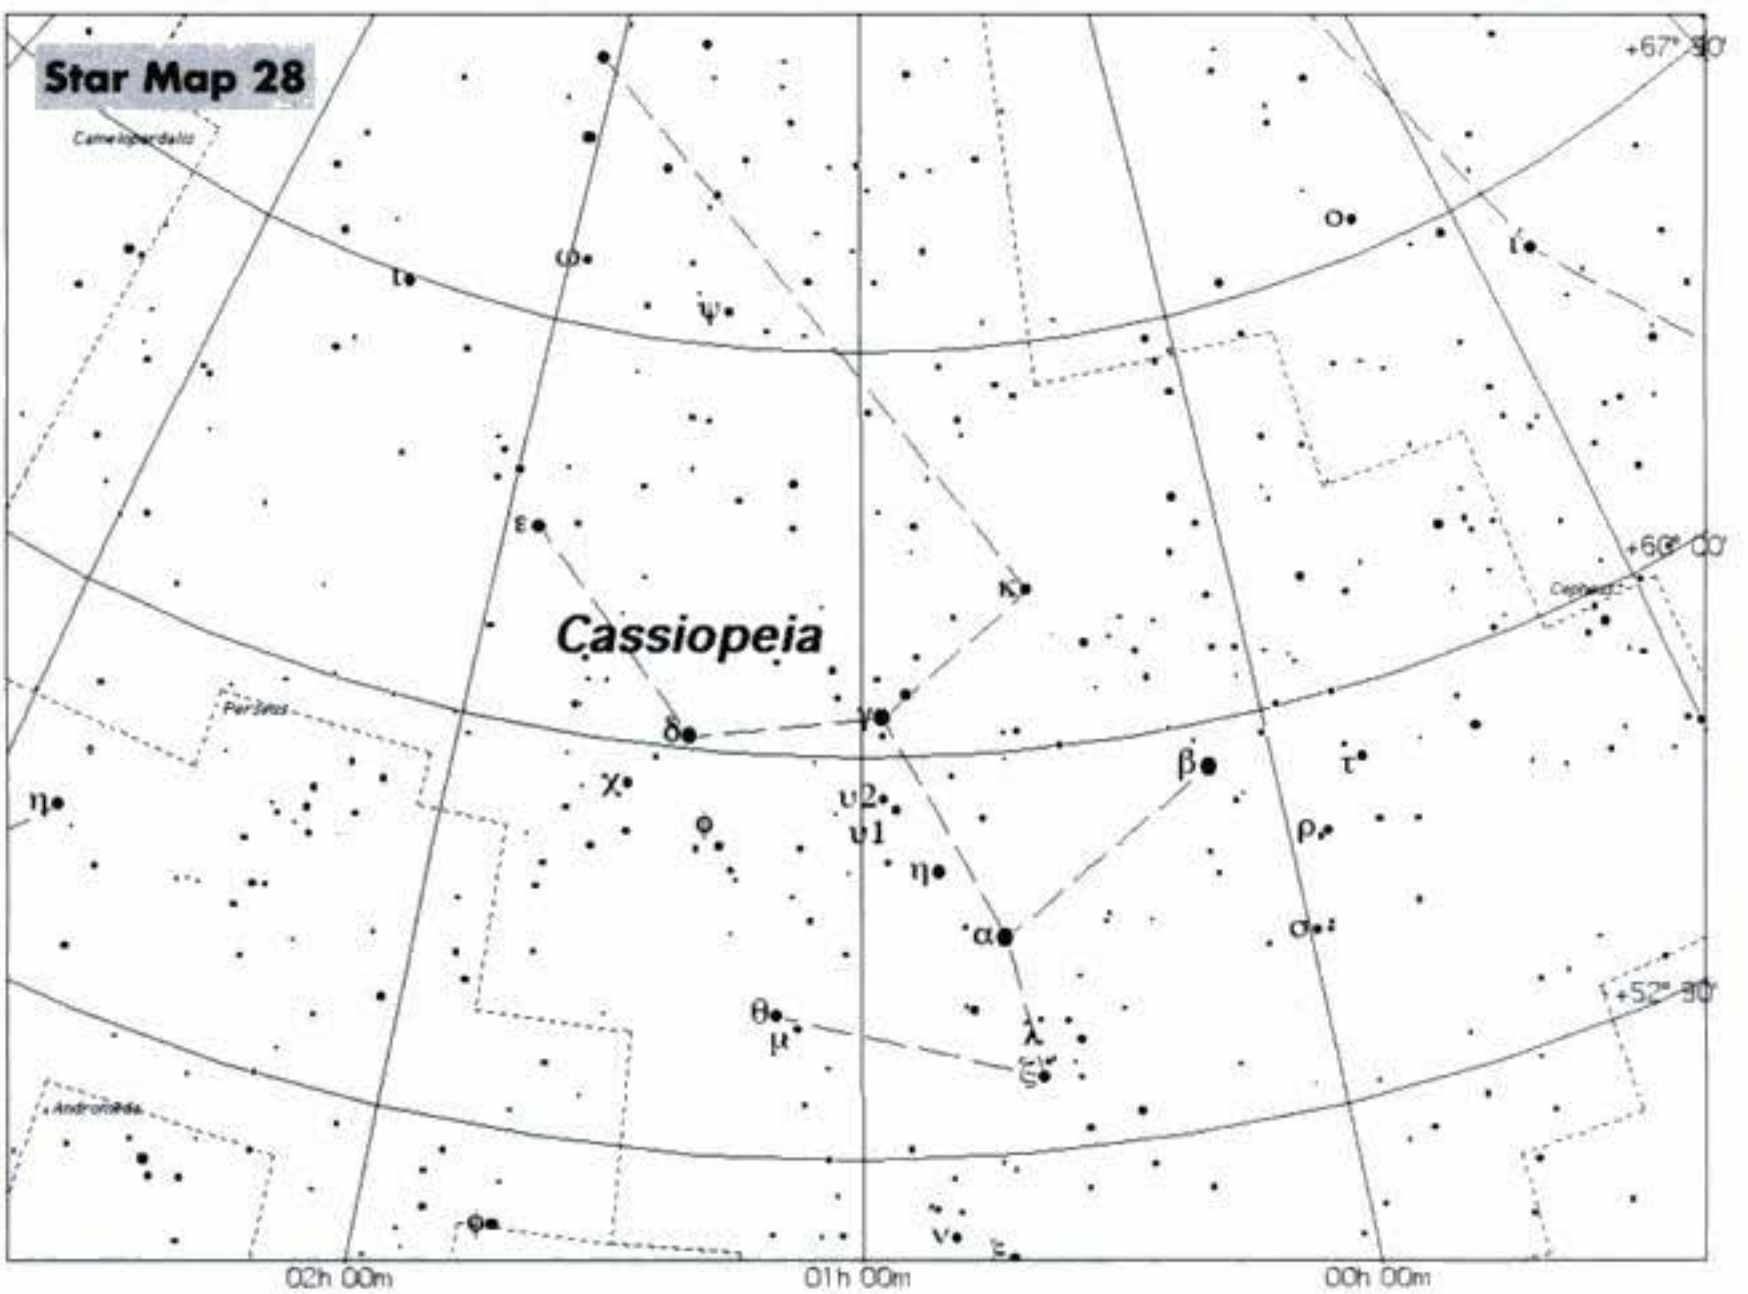 Star Map 28
+67° 30'
Camelopardalis
ο
ι
ω
ι
ψ
ε
+60° 00'
κ
Cepheus
Cassiopeia
Perseus
γ
δ
β
τ
χ
η
υ2
φ
ρ
υ1
η
α
σ
+52° 30'
θ
λ
μ
ξ
Andromeda
φ
ν
ξ
02h 00m
01h 00m
00h 00m